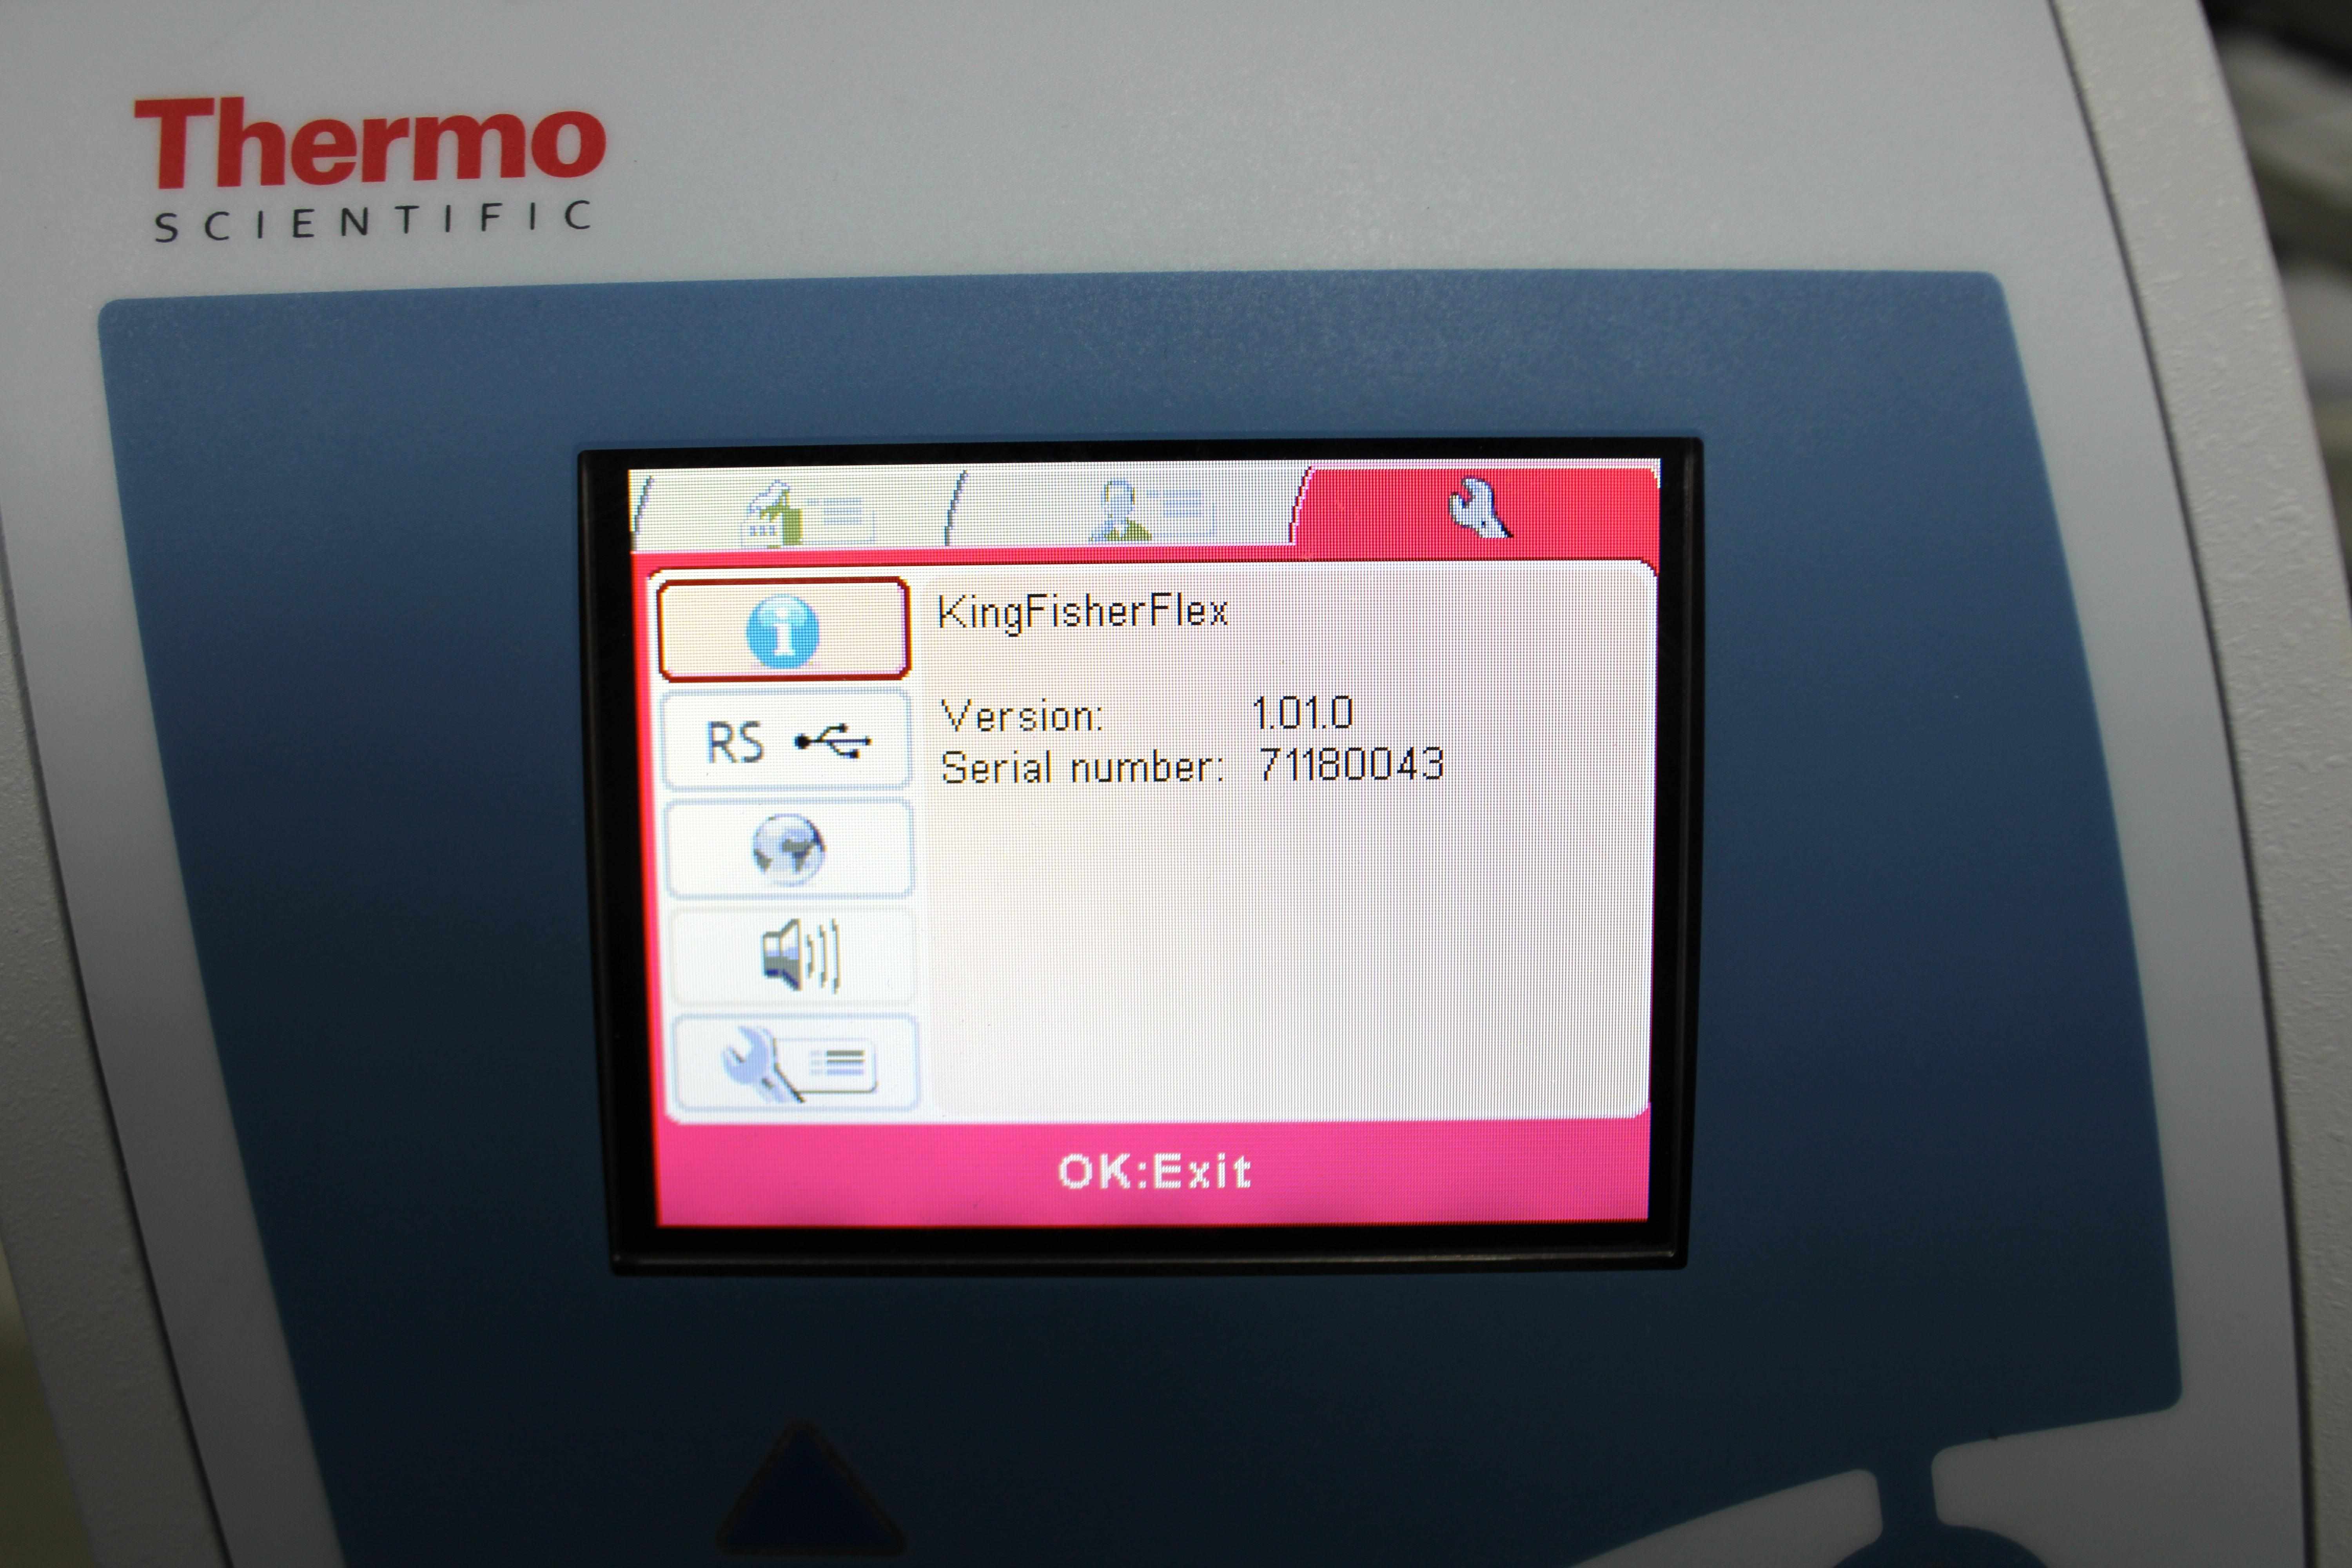 Thermo
SCIENTIFIC
KingFisherFlex
Version: 1.01.0
Serial number: 71180043
RS
OK:Exit